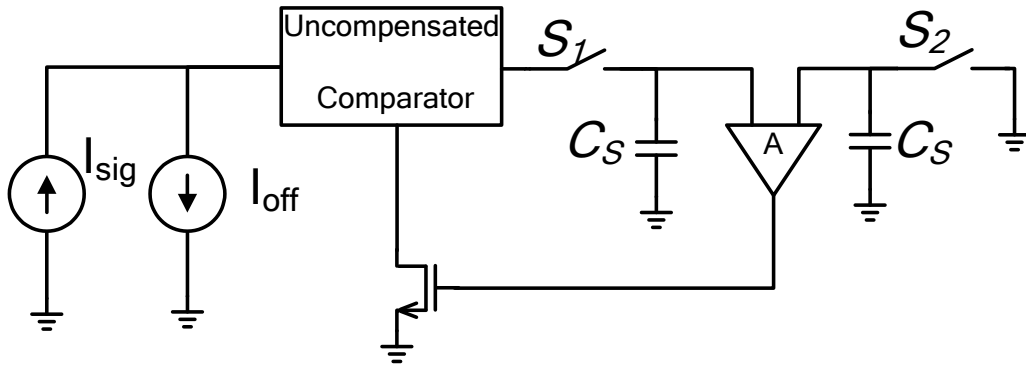 Uncompensated
Comparator
S1
S2
CS
A
CS
Isig
Ioff